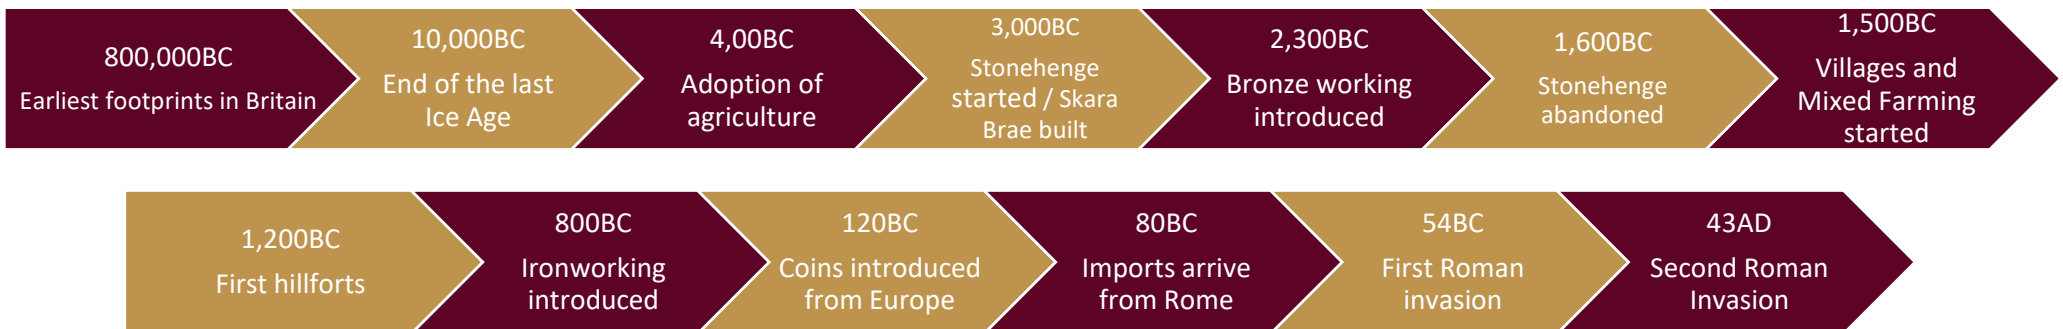 800,000BC
Earliest footprints in Britain
10,000BC
End of the last
Ice Age
4,00BC
Adoption of
agriculture
3,000BC
Stonehenge
started / Skara
Brae built
2,300BC
Bronze working
introduced
1,600BC
Stonehenge
abandoned
1,500BC
Villages and
Mixed Farming
started
1,200BC
First hillforts
800BC
Ironworking
introduced
120BC
Coins introduced
from Europe
80BC
Imports arrive
from Rome
54BC
First Roman
invasion
43AD
Second Roman
Invasion